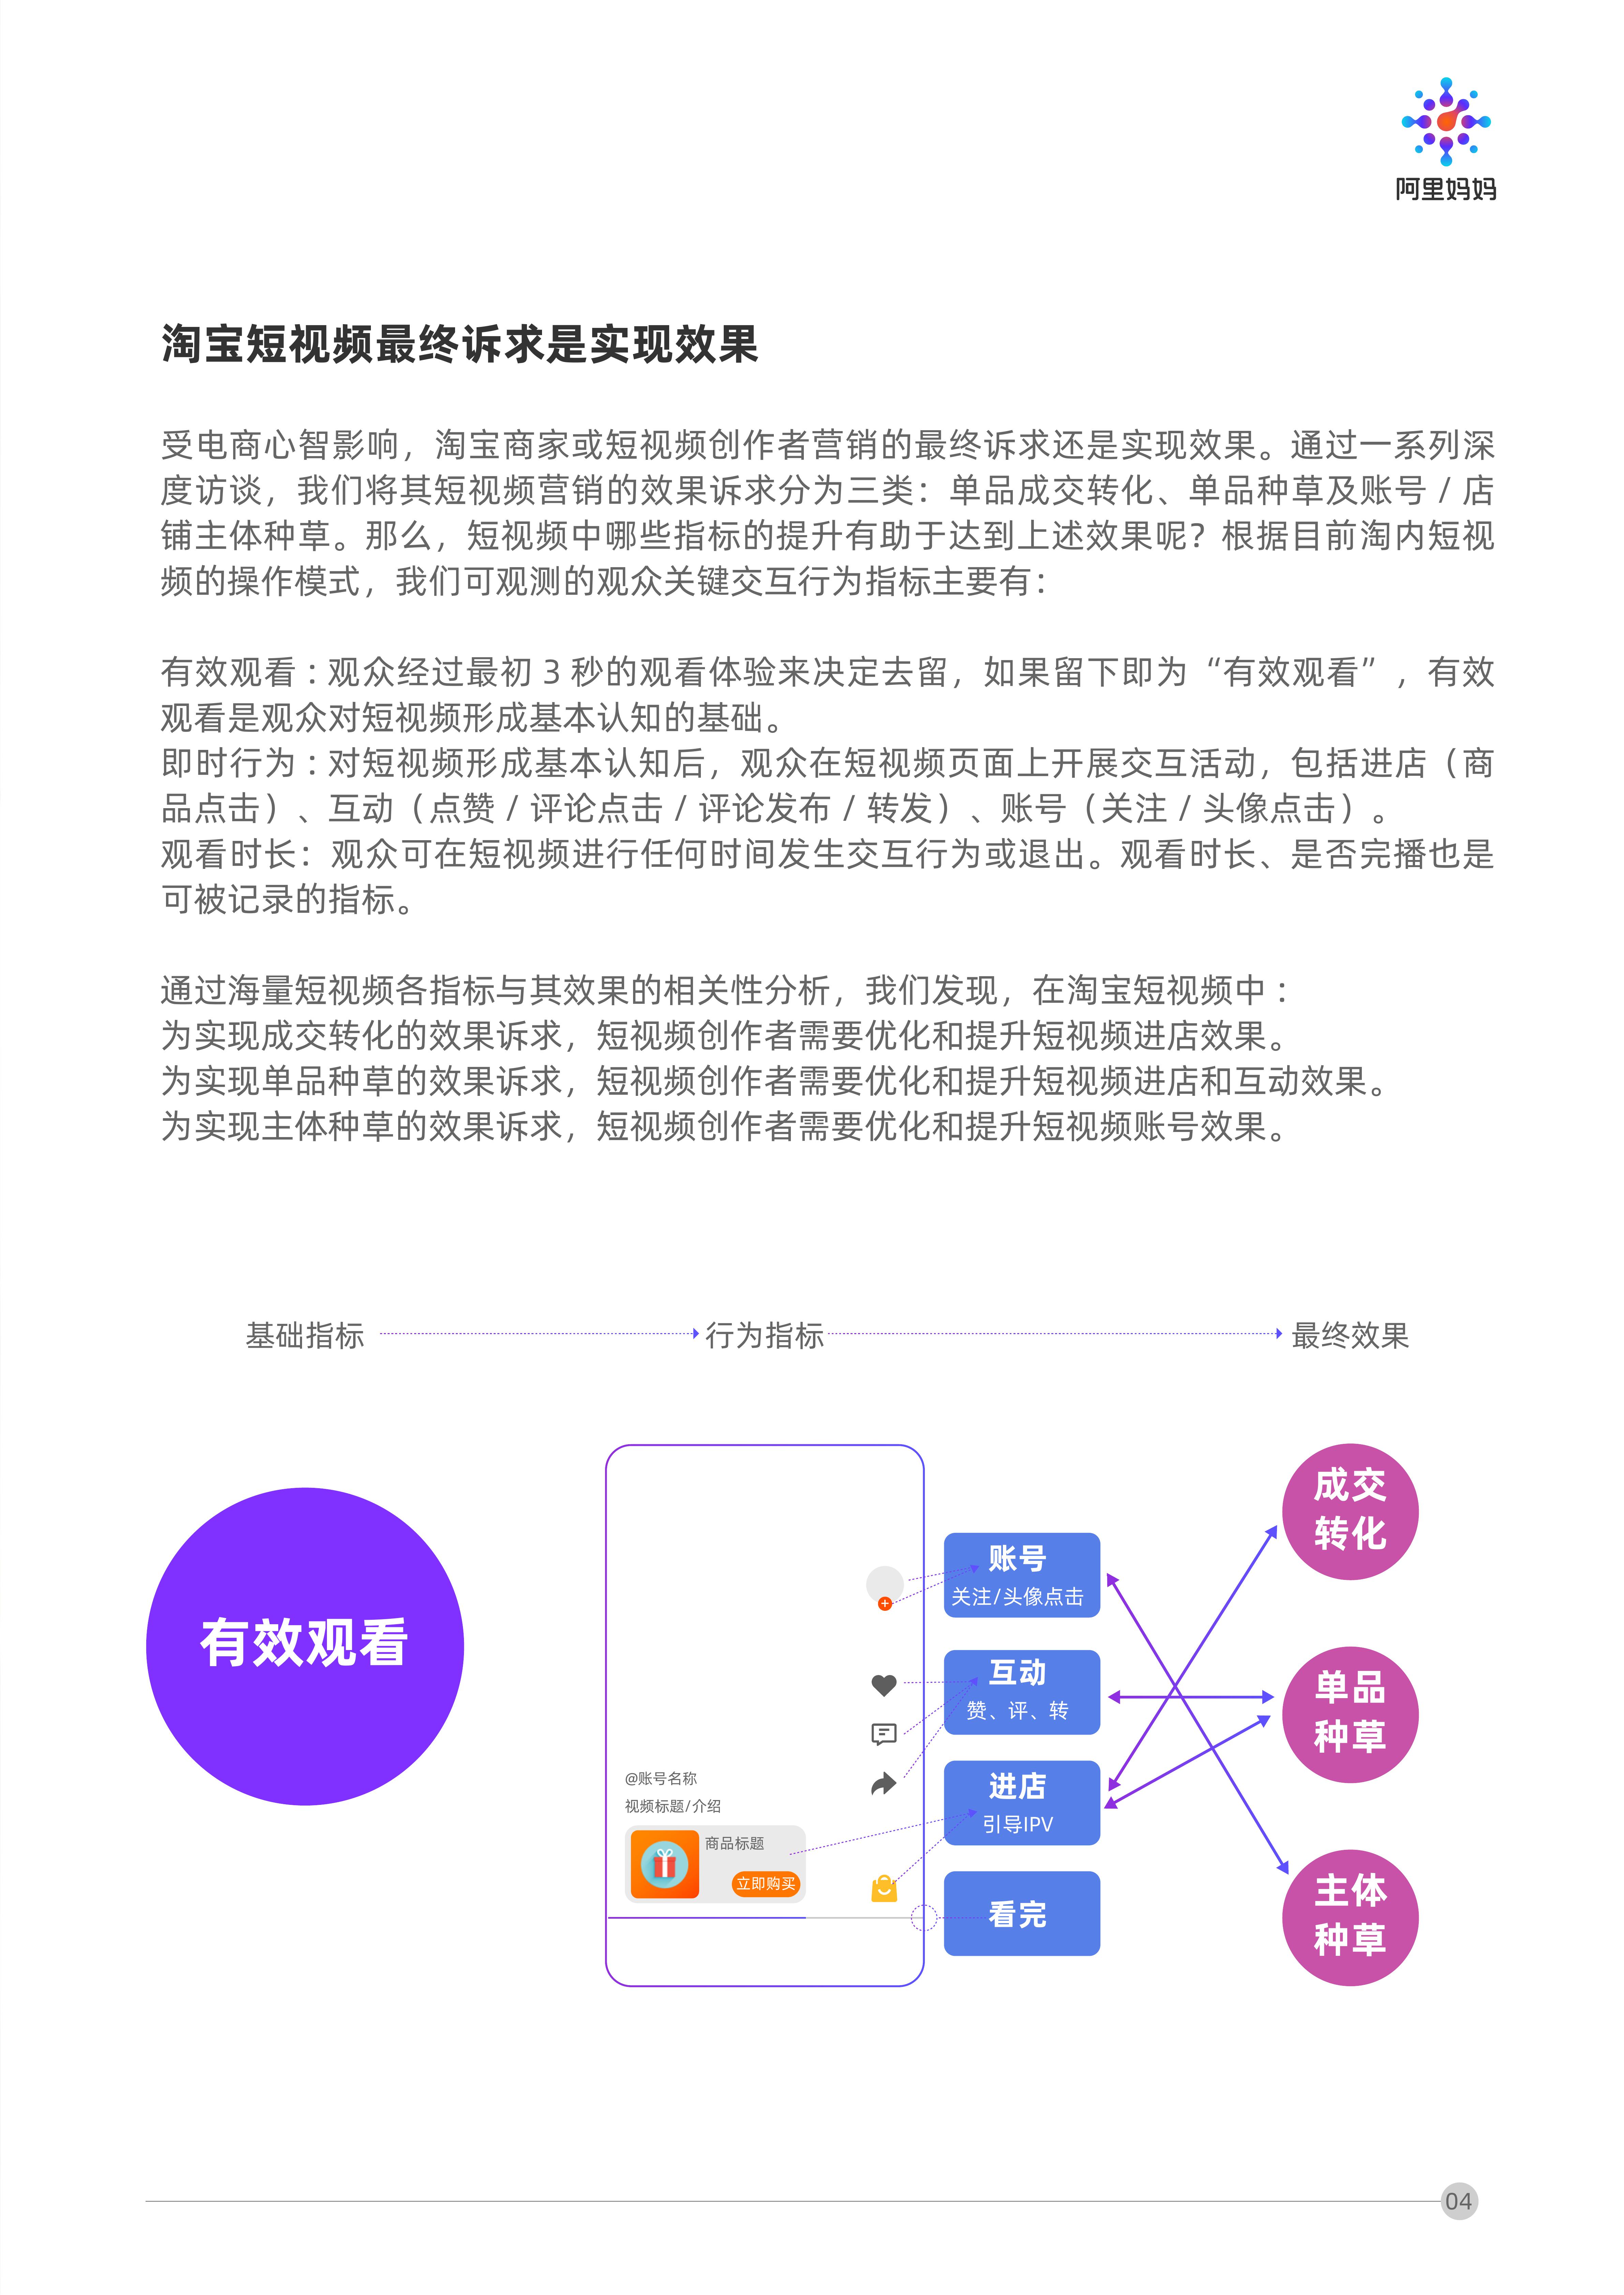 阿里妈妈
淘宝短视频最终诉求是实现效果
受电商心智影响，淘宝商家或短视频创作者营销的最终诉求还是实现效果。通过一系列深
度访谈，我们将其短视频营销的效果诉求分为三类：单品成交转化、单品种草及账号 / 店
铺主体种草。那么，短视频中哪些指标的提升有助于达到上述效果呢？根据目前淘内短视
频的操作模式，我们可观测的观众关键交互行为指标主要有：
有效观看：观众经过最初 3 秒的观看体验来决定去留，如果留下即为“有效观看”，有效
观看是观众对短视频形成基本认知的基础。
即时行为：对短视频形成基本认知后，观众在短视频页面上开展交互活动，包括进店（商
品点击）、互动（点赞 / 评论点击 / 评论发布 / 转发）、账号（关注 / 头像点击）。
观看时长：观众可在短视频进行任何时间发生交互行为或退出。观看时长、是否完播也是
可被记录的指标。
通过海量短视频各指标与其效果的相关性分析，我们发现，在淘宝短视频中：
为实现成交转化的效果诉求，短视频创作者需要优化和提升短视频进店效果。
为实现单品种草的效果诉求，短视频创作者需要优化和提升短视频进店和互动效果。
为实现主体种草的效果诉求，短视频创作者需要优化和提升短视频账号效果。
基础指标
行为指标
最终效果
有效观看
@账号名称
视频标题/介绍
商品标题
立即购买
账号
关注/头像点击
互动
赞、评、转
进店
引导IPV
看完
成交
转化
单品
种草
主体
种草
04